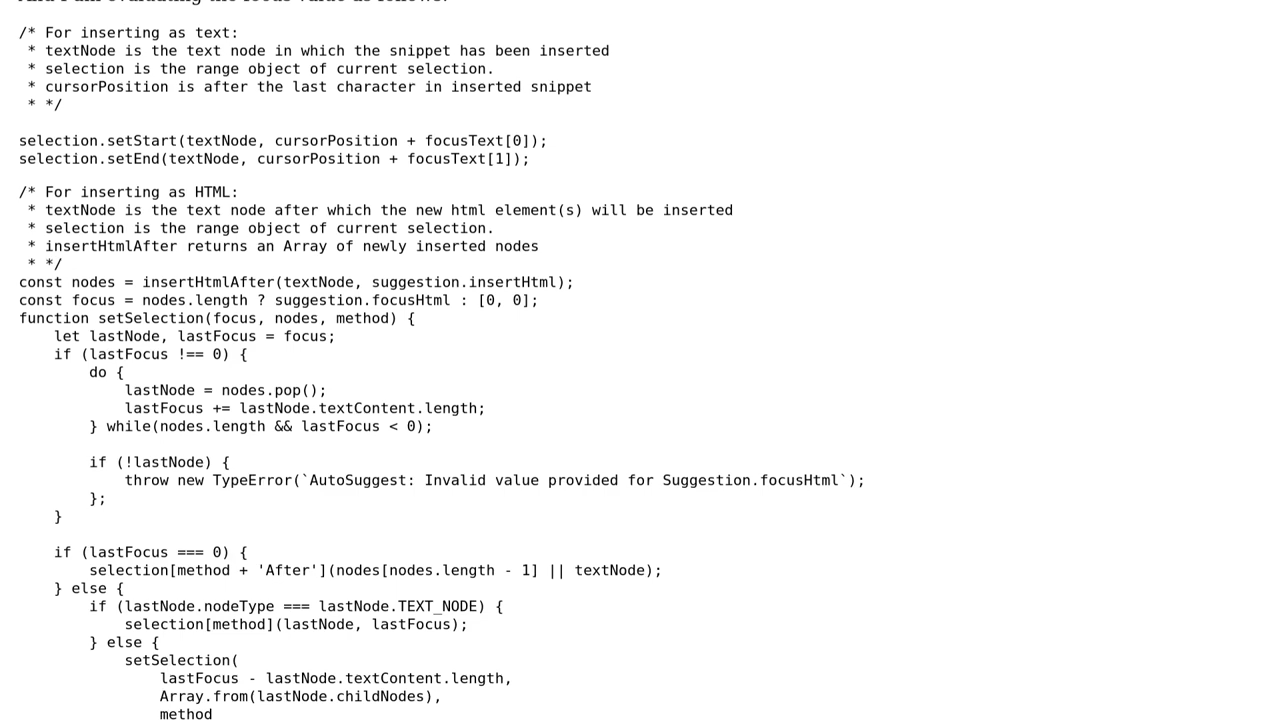 /* For inserting as text:
 * textNode is the text node in which the snippet has been inserted
 * selection is the range object of current selection.
 * cursorPosition is after the last character in inserted snippet
 * */
selection.setStart(textNode, cursorPosition + focusText[0]);
selection.setEnd(textNode, cursorPosition + focusText[1]);
/* For inserting as HTML:
 * textNode is the text node after which the new html element(s) will be inserted
 * selection is the range object of current selection.
 * insertHtmlAfter returns an Array of newly inserted nodes
 * */
const nodes = insertHtmlAfter(textNode, suggestion.insertHtml);
const focus = nodes.length ? suggestion.focusHtml : [0, 0];
function setSelection(focus, nodes, method) {
    let lastNode, lastFocus = focus;
    if (lastFocus !== 0) {
        do {
            lastNode = nodes.pop();
            lastFocus += lastNode.textContent.length;
        } while(nodes.length && lastFocus < 0);
        if (!lastNode) {
            throw new TypeError(`AutoSuggest: Invalid value provided for Suggestion.focusHtml`);
        };
    }
    if (lastFocus === 0) {
        selection[method + 'After'](nodes[nodes.length - 1] || textNode);
    } else {
        if (lastNode.nodeType === lastNode.TEXT_NODE) {
            selection[method](lastNode, lastFocus);
        } else {
            setSelection(
                lastFocus - lastNode.textContent.length,
                Array.from(lastNode.childNodes),
                method